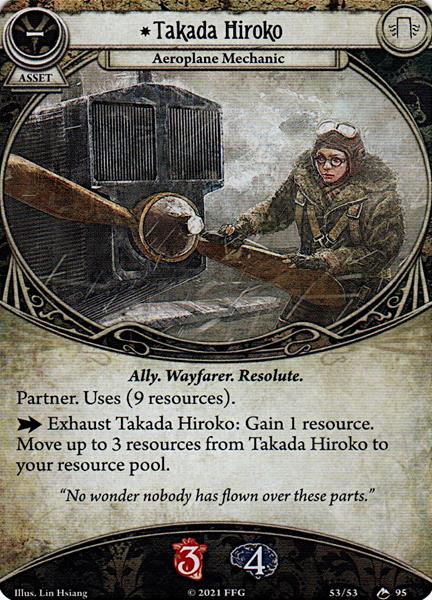 Takada Hiroko
Aeroplane Mechanic
ASSET
Ally. Wayfarer. Resolute.
Partner. Uses (9 resources).
Exhaust Takada Hiroko: Gain 1 resource.
Move up to 3 resources from Takada Hiroko to
your resource pool.
“No wonder nobody has flown over these parts.”
3 4
Illus. Lin Hsiang © 2021 FFG 53/53 95